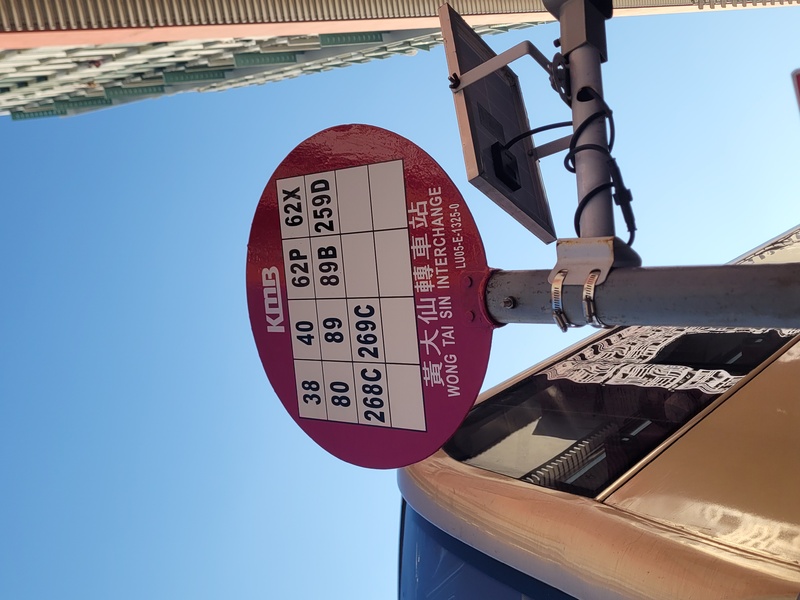 KMB
38 40 62P 62X
80 89 89B 259D
268C 269C
黃大仙轉車站
WONG TAI SIN INTERCHANGE
LU05-E-1325-0